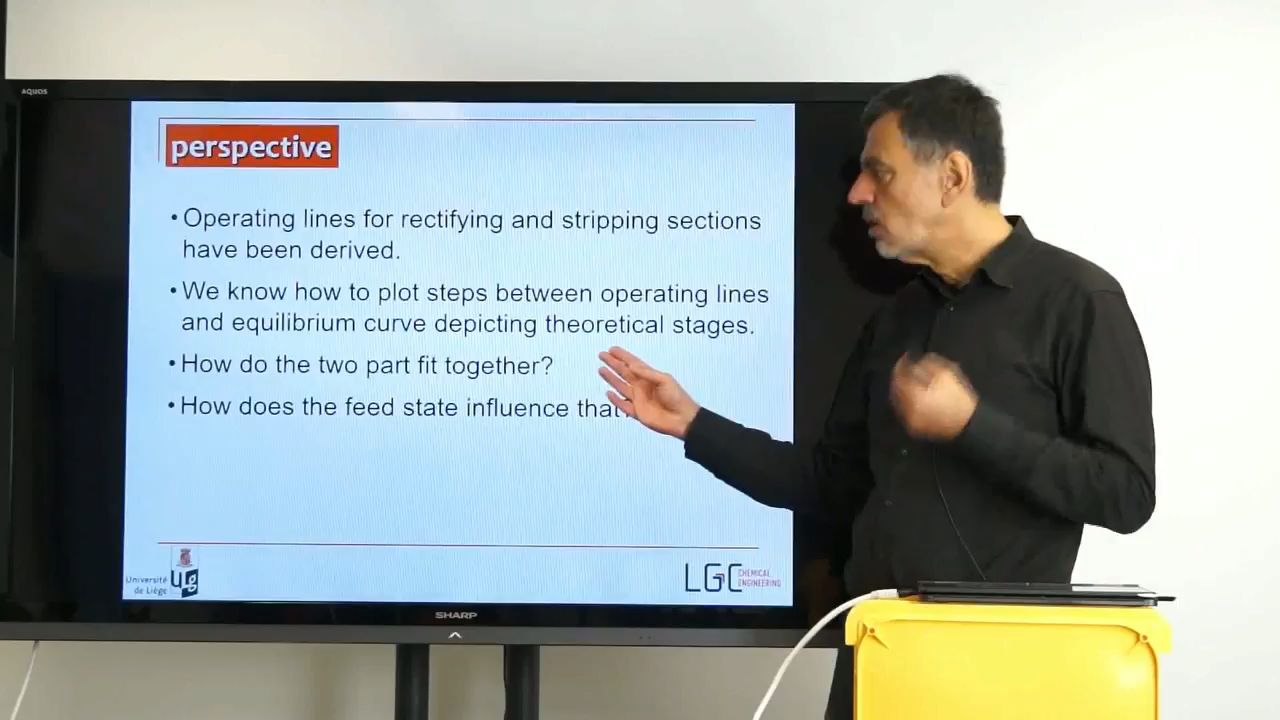 AQUOS
perspective
• Operating lines for rectifying and stripping sections
have been derived.
• We know how to plot steps between operating lines
and equilibrium curve depicting theoretical stages.
• How do the two part fit together?
• How does the feed state influence that
Université
de Liège
ULg
LGC
CHEMICAL
ENGINEERING
SHARP